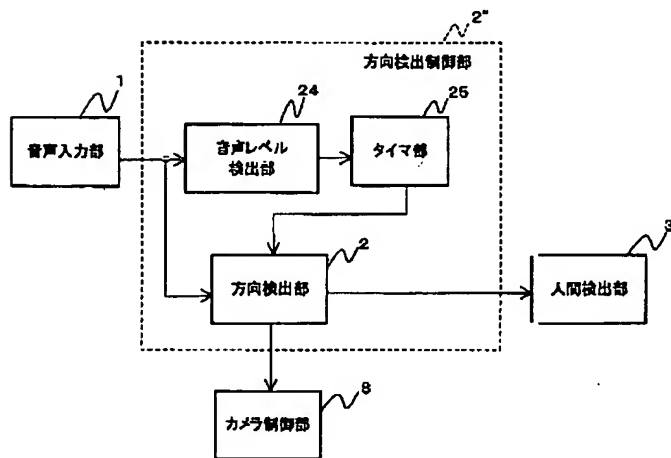 2"
方向検出制御部
1
24
25
音声入力部
音声レベル
検出部
タイマ部
2
3
方向検出部
人間検出部
8
カメラ制御部